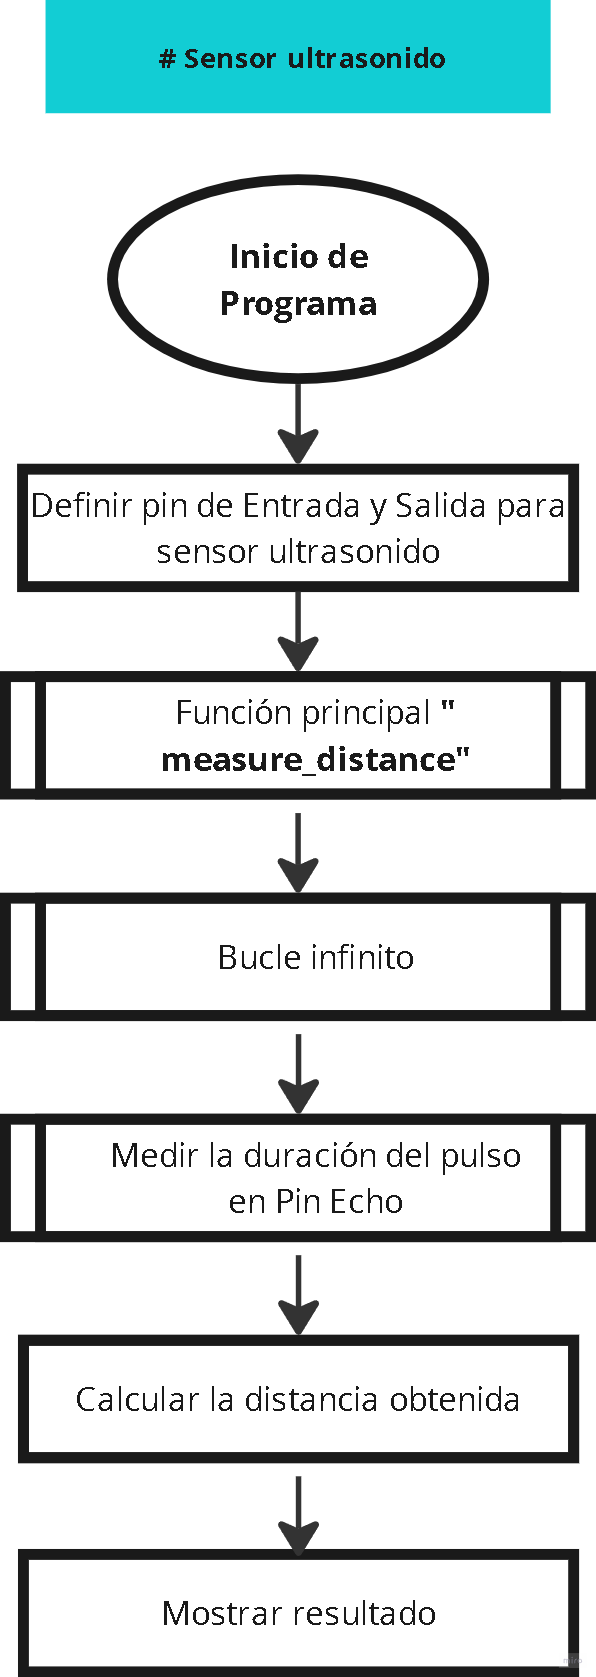 # Sensor ultrasonido
Inicio de
Programa
Definir pin de Entrada y Salida para
sensor ultrasonido
Función principal "
measure_distance"
Bucle infinito
Medir la duración del pulso
en Pin Echo
Calcular la distancia obtenida
Mostrar resultado
miro